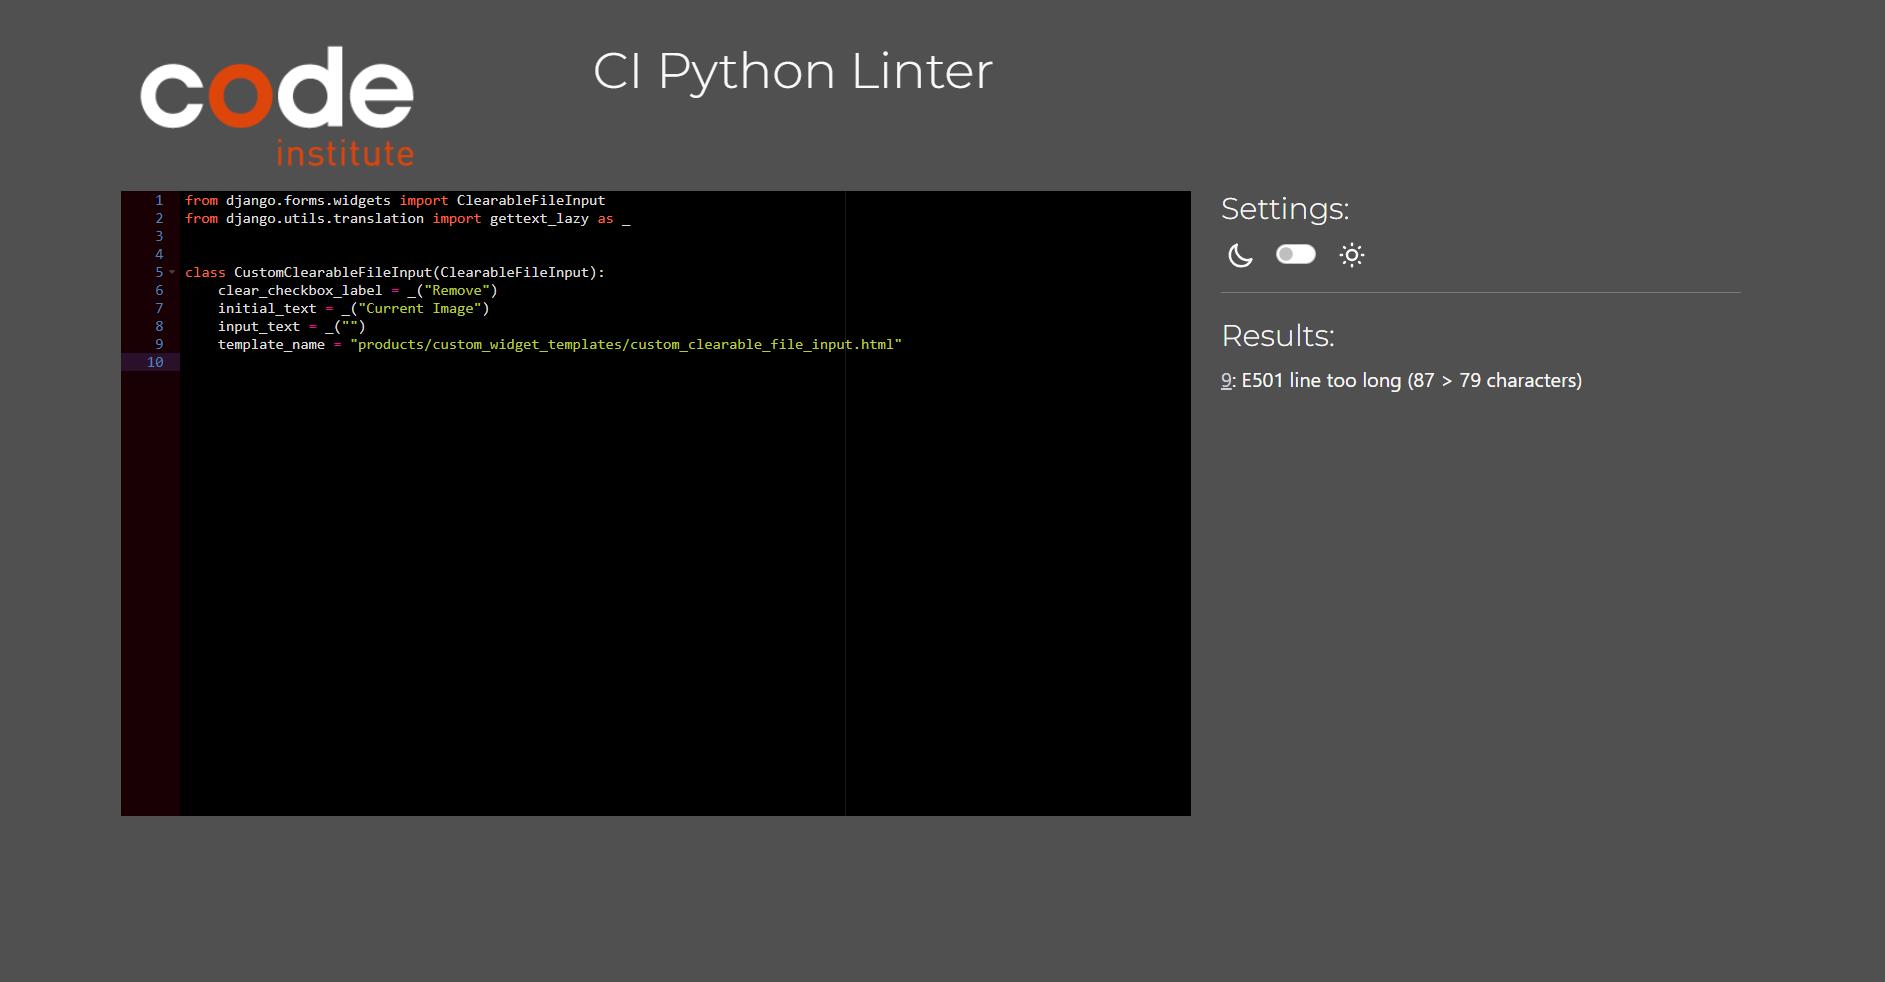 code
institute
CI Python Linter
1 from django.forms.widgets import ClearableFileInput
2 from django.utils.translation import gettext_lazy as _
3
4
5 class CustomClearableFileInput(ClearableFileInput):
6     clear_checkbox_label = _("Remove")
7     initial_text = _("Current Image")
8     input_text = _("")
9     template_name = "products/custom_widget_templates/custom_clearable_file_input.html"
10
Settings:
Results:
9: E501 line too long (87 > 79 characters)